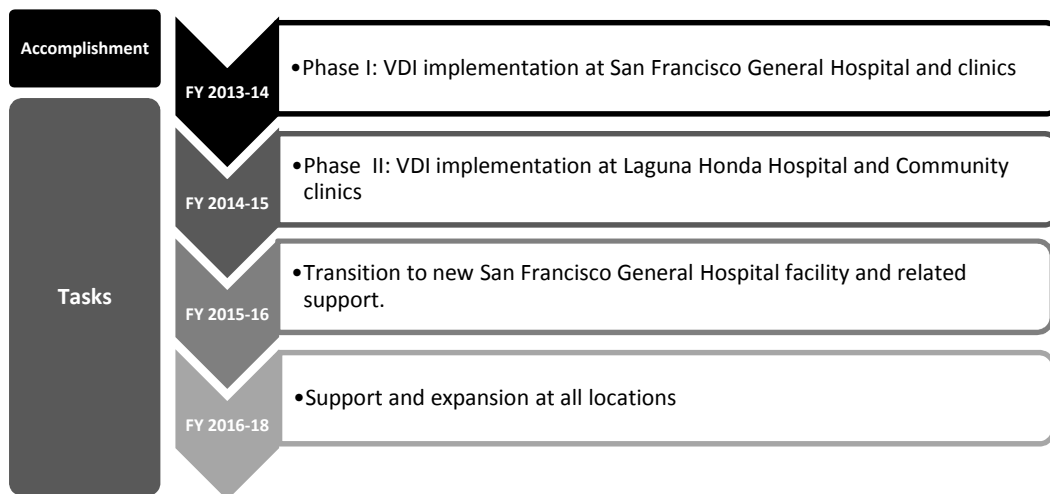 Accomplishment
FY 2013-14
•Phase I: VDI implementation at San Francisco General Hospital and clinics
Tasks
FY 2014-15
•Phase  II: VDI implementation at Laguna Honda Hospital and Community
clinics
FY 2015-16
•Transition to new San Francisco General Hospital facility and related
support.
FY 2016-18
•Support and expansion at all locations